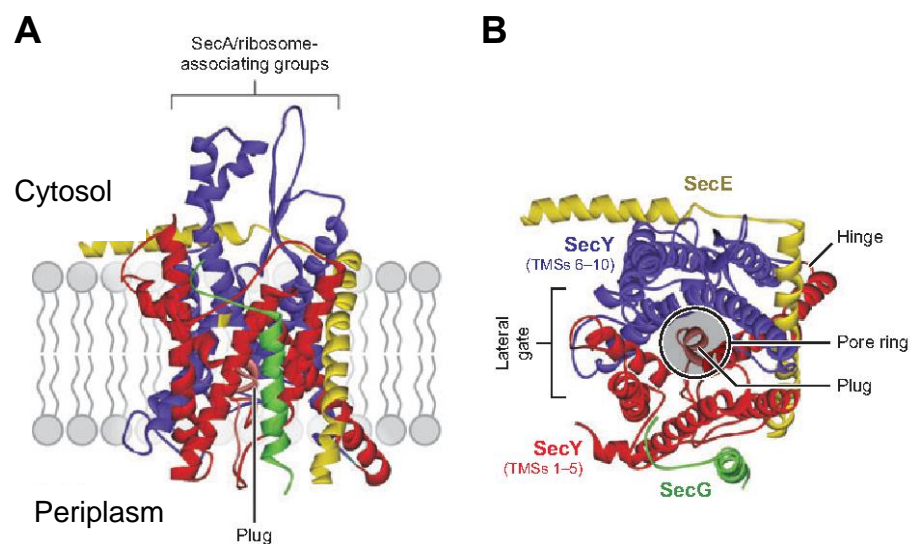 A
SecA/ribosome-
associating groups
Cytosol
Periplasm
Plug
B
SecE
SecY
(TMSs 6–10)
Hinge
Lateral
gate
Pore ring
Plug
SecY
(TMSs 1–5)
SecG